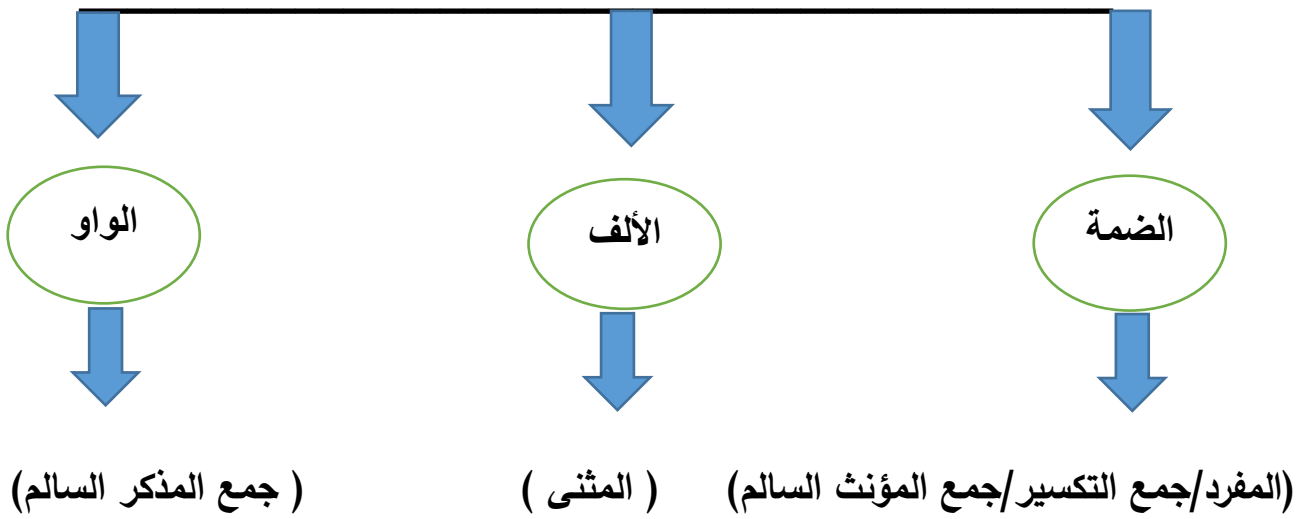 الضمة
الألف
الواو
(المفرد/جمع التكسير/جمع المؤنث السالم)
( المثنى )
( جمع المذكر السالم)